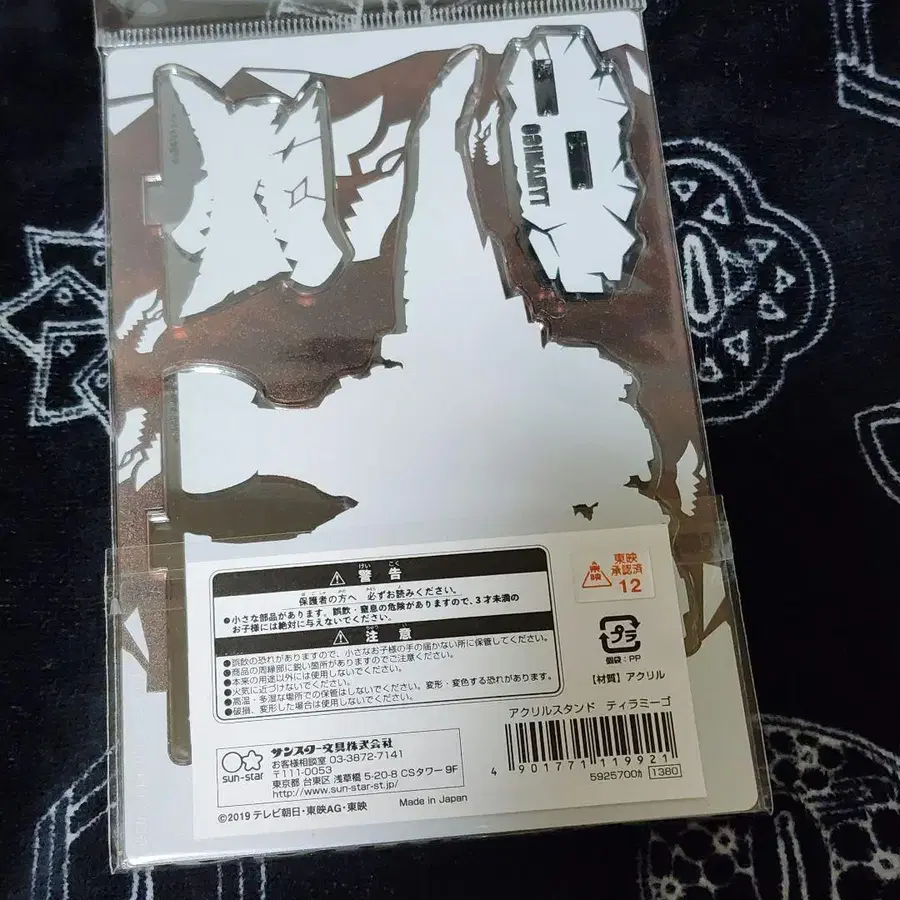 TYRAMIGO
けい こく
⚠ 警 告
保護者の方へ 必ずお読みください。
●小さな部品があります。誤飲・窒息の危険がありますので、3才未満の
お子様には絶対に与えないでください。
⚠ 注 意
●誤飲の恐れがありますので、小さなお子様の手の届かない所に保管してください。
●商品の周縁部に鋭い箇所がありますのでご注意ください。
●本来の用途以外には使用しないでください。
●火気に近づけないでください。
●高温・多湿な場所での保管はしないでください。変形・変色する恐れがあります。
●破損、変形した場合は使用しないでください。
東映
東映
承認済
12
プラ
個袋:PP
【材質】アクリル
アクリルスタンド ティラミーゴ
4 901771 119921
5925700カ 1380
sun-star
サンスター文具株式会社
お客様相談室 03-3872-7141
〒111-0053
東京都 台東区 浅草橋 5-20-8 CSタワー 9F
http://www.sun-star-st.jp/
Made in Japan
©2019 テレビ朝日・東映AG・東映